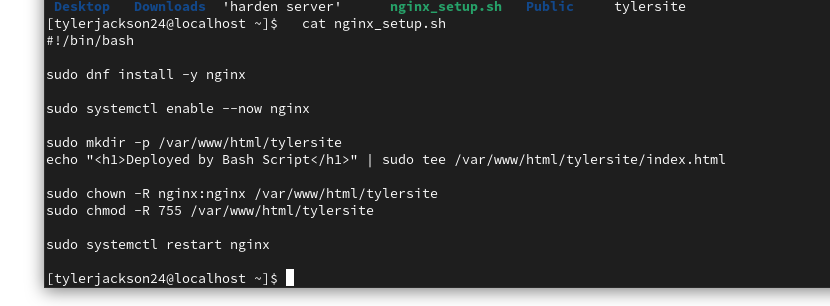 Desktop Downloads 'harden server' nginx_setup.sh Public tylersite
[tylerjackson24@localhost ~]$ cat nginx_setup.sh
#!/bin/bash
sudo dnf install -y nginx
sudo systemctl enable --now nginx
sudo mkdir -p /var/www/html/tylersite
echo "<h1>Deployed by Bash Script</h1>" | sudo tee /var/www/html/tylersite/index.html
sudo chown -R nginx:nginx /var/www/html/tylersite
sudo chmod -R 755 /var/www/html/tylersite
sudo systemctl restart nginx
[tylerjackson24@localhost ~]$